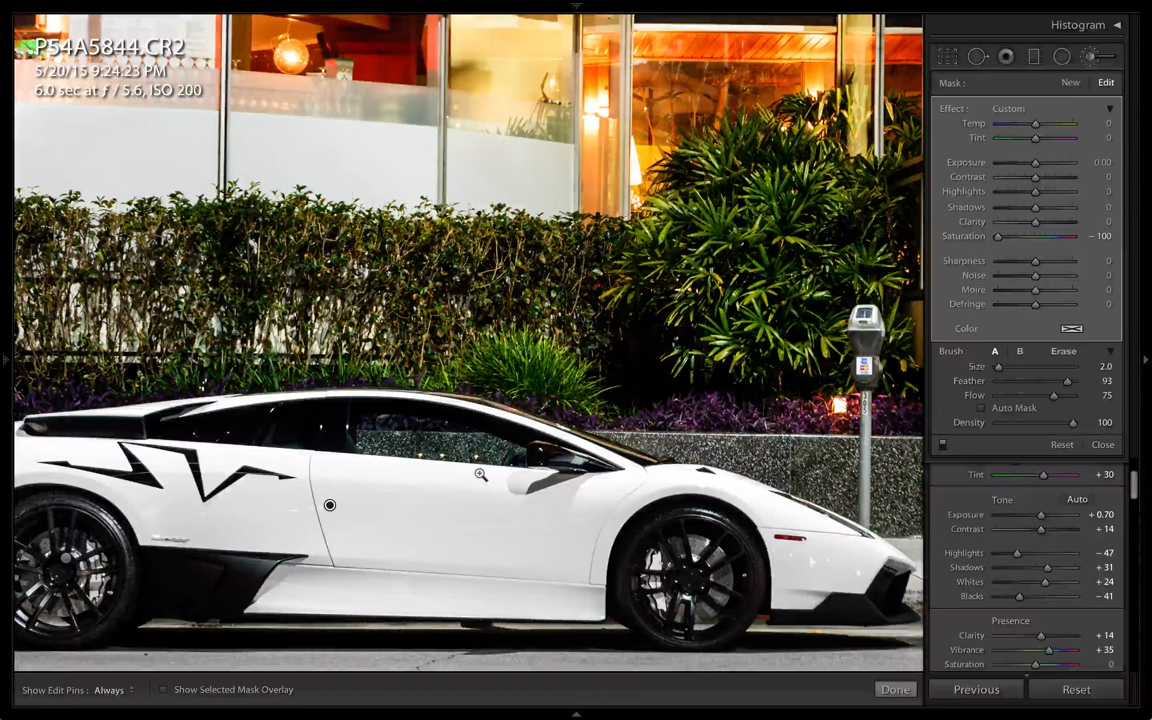 P54A5844.CR2
5/20/15 9:24:23 PM
6.0 sec at ƒ / 5.6, ISO 200
Histogram
Mask : New Edit
Effect : Custom
Temp 0
Tint 0
Exposure 0.00
Contrast 0
Highlights 0
Shadows 0
Clarity 0
Saturation – 100
Sharpness 0
Noise 0
Moire 0
Defringe 0
Color
Brush : A B Erase
Size 2.0
Feather 93
Flow 75
Auto Mask
Density 100
Reset Close
Tint + 30
Tone Auto
Exposure + 0.70
Contrast + 14
Highlights – 47
Shadows + 31
Whites + 24
Blacks – 41
Presence
Clarity + 14
Vibrance + 35
Saturation 0
Show Edit Pins : Always Show Selected Mask Overlay Done
Previous Reset